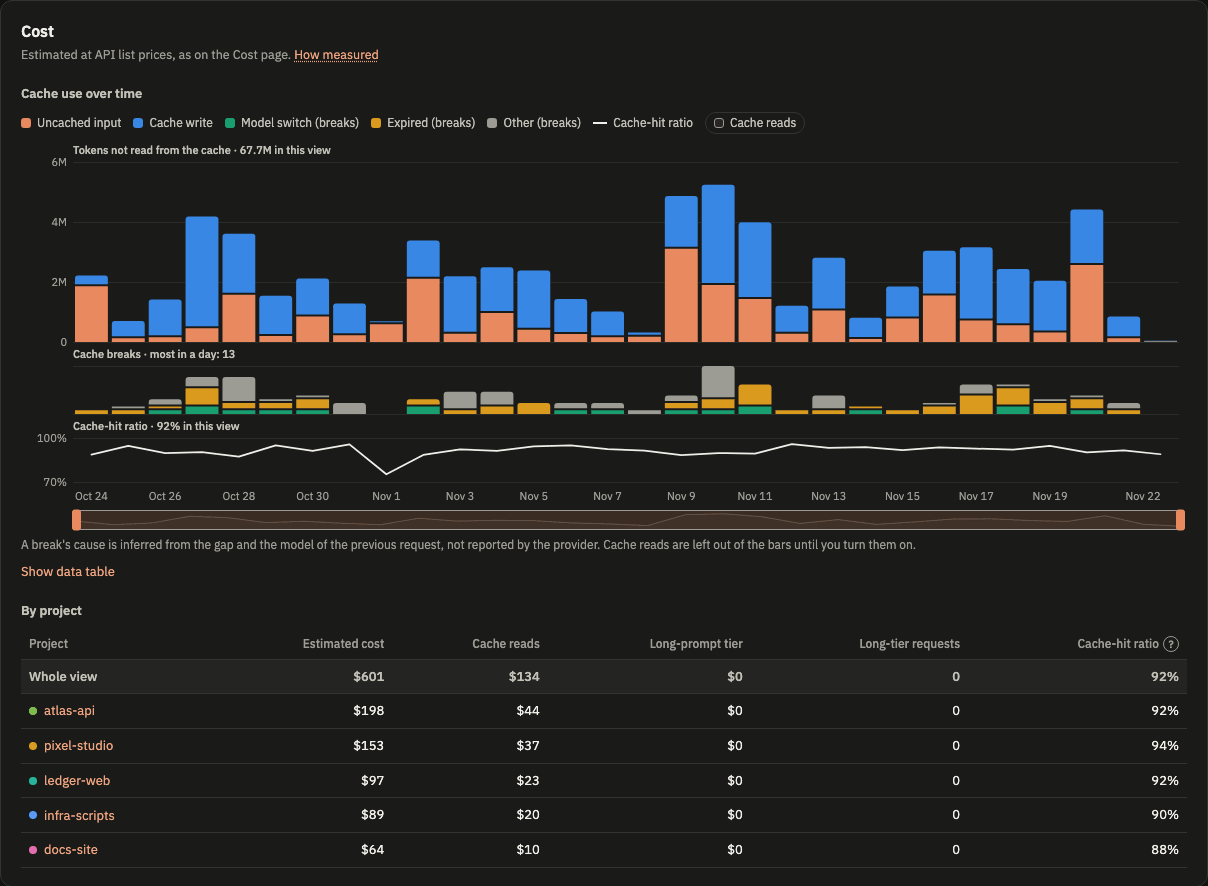 Cost
Estimated at API list prices, as on the Cost page. How measured
Cache use over time
Uncached input Cache write Model switch (breaks) Expired (breaks) Other (breaks) Cache-hit ratio Cache reads
Tokens not read from the cache · 67.7M in this view
6M
4M
2M
0
Cache breaks · most in a day: 13
Cache-hit ratio · 92% in this view
100%
70%
Oct 24 Oct 26 Oct 28 Oct 30 Nov 1 Nov 3 Nov 5 Nov 7 Nov 9 Nov 11 Nov 13 Nov 15 Nov 17 Nov 19 Nov 22
A break's cause is inferred from the gap and the model of the previous request, not reported by the provider. Cache reads are left out of the bars until you turn them on.
Show data table
By project
Project Estimated cost Cache reads Long-prompt tier Long-tier requests Cache-hit ratio ?
Whole view $601 $134 $0 0 92%
atlas-api $198 $44 $0 0 92%
pixel-studio $153 $37 $0 0 94%
ledger-web $97 $23 $0 0 92%
infra-scripts $89 $20 $0 0 90%
docs-site $64 $10 $0 0 88%